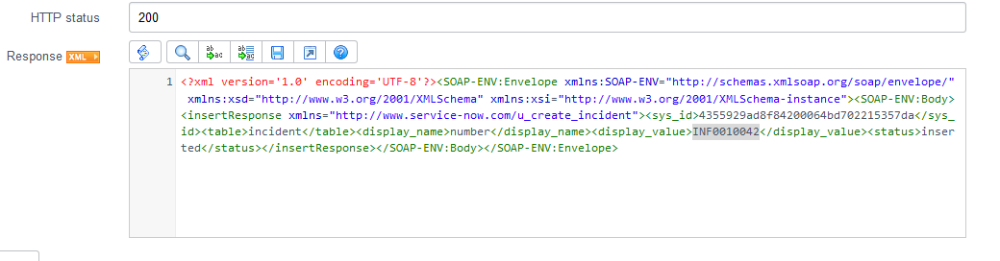 HTTP status
200
Response XML
1 <?xml version='1.0' encoding='UTF-8'?><SOAP-ENV:Envelope xmlns:SOAP-ENV="http://schemas.xmlsoap.org/soap/envelope/"
xmlns:xsd="http://www.w3.org/2001/XMLSchema" xmlns:xsi="http://www.w3.org/2001/XMLSchema-instance"><SOAP-ENV:Body>
<insertResponse xmlns="http://www.service-now.com/u_create_incident"><sys_id>4355929ad8f84200064bd702215357da</sys_
id><table>incident</table><display_name>number</display_name><display_value>INF0010042</display_value><status>inser
ted</status></insertResponse></SOAP-ENV:Body></SOAP-ENV:Envelope>